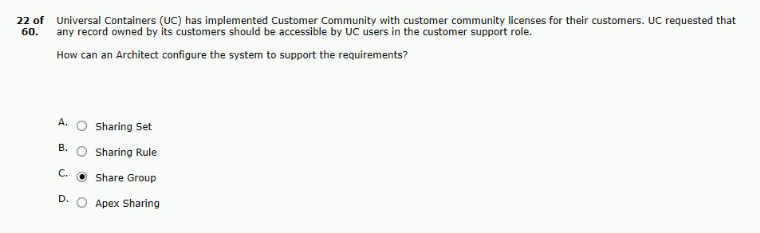 22 of 60. Universal Containers (UC) has implemented Customer Community with customer community licenses for their customers. UC requested that
any record owned by its customers should be accessible by UC users in the customer support role.
How can an Architect configure the system to support the requirements?
A. Sharing Set
B. Sharing Rule
C. Share Group
D. Apex Sharing